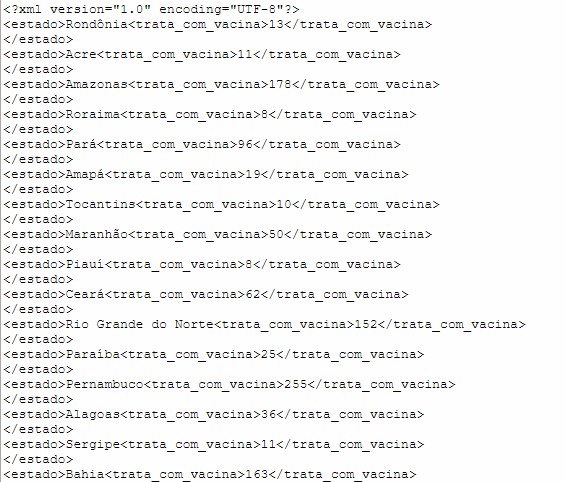 <?xml version="1.0" encoding="UTF-8"?>
<estado>Rondônia<trata_com_vacina>13</trata_com_vacina>
</estado>
<estado>Acre<trata_com_vacina>11</trata_com_vacina>
</estado>
<estado>Amazonas<trata_com_vacina>178</trata_com_vacina>
</estado>
<estado>Roraima<trata_com_vacina>8</trata_com_vacina>
</estado>
<estado>Pará<trata_com_vacina>96</trata_com_vacina>
</estado>
<estado>Amapá<trata_com_vacina>19</trata_com_vacina>
</estado>
<estado>Tocantins<trata_com_vacina>10</trata_com_vacina>
</estado>
<estado>Maranhão<trata_com_vacina>50</trata_com_vacina>
</estado>
<estado>Piauí<trata_com_vacina>8</trata_com_vacina>
</estado>
<estado>Ceará<trata_com_vacina>62</trata_com_vacina>
</estado>
<estado>Rio Grande do Norte<trata_com_vacina>152</trata_com_vacina>
</estado>
<estado>Paraíba<trata_com_vacina>25</trata_com_vacina>
</estado>
<estado>Pernambuco<trata_com_vacina>255</trata_com_vacina>
</estado>
<estado>Alagoas<trata_com_vacina>36</trata_com_vacina>
</estado>
<estado>Sergipe<trata_com_vacina>11</trata_com_vacina>
</estado>
<estado>Bahia<trata_com_vacina>163</trata_com_vacina>